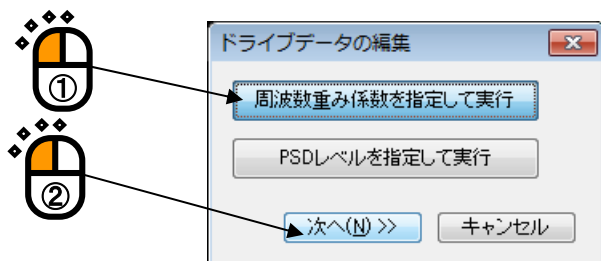 ドライブデータの編集
①
周波数重み係数を指定して実行
PSDレベルを指定して実行
②
次へ(N) >> キャンセル